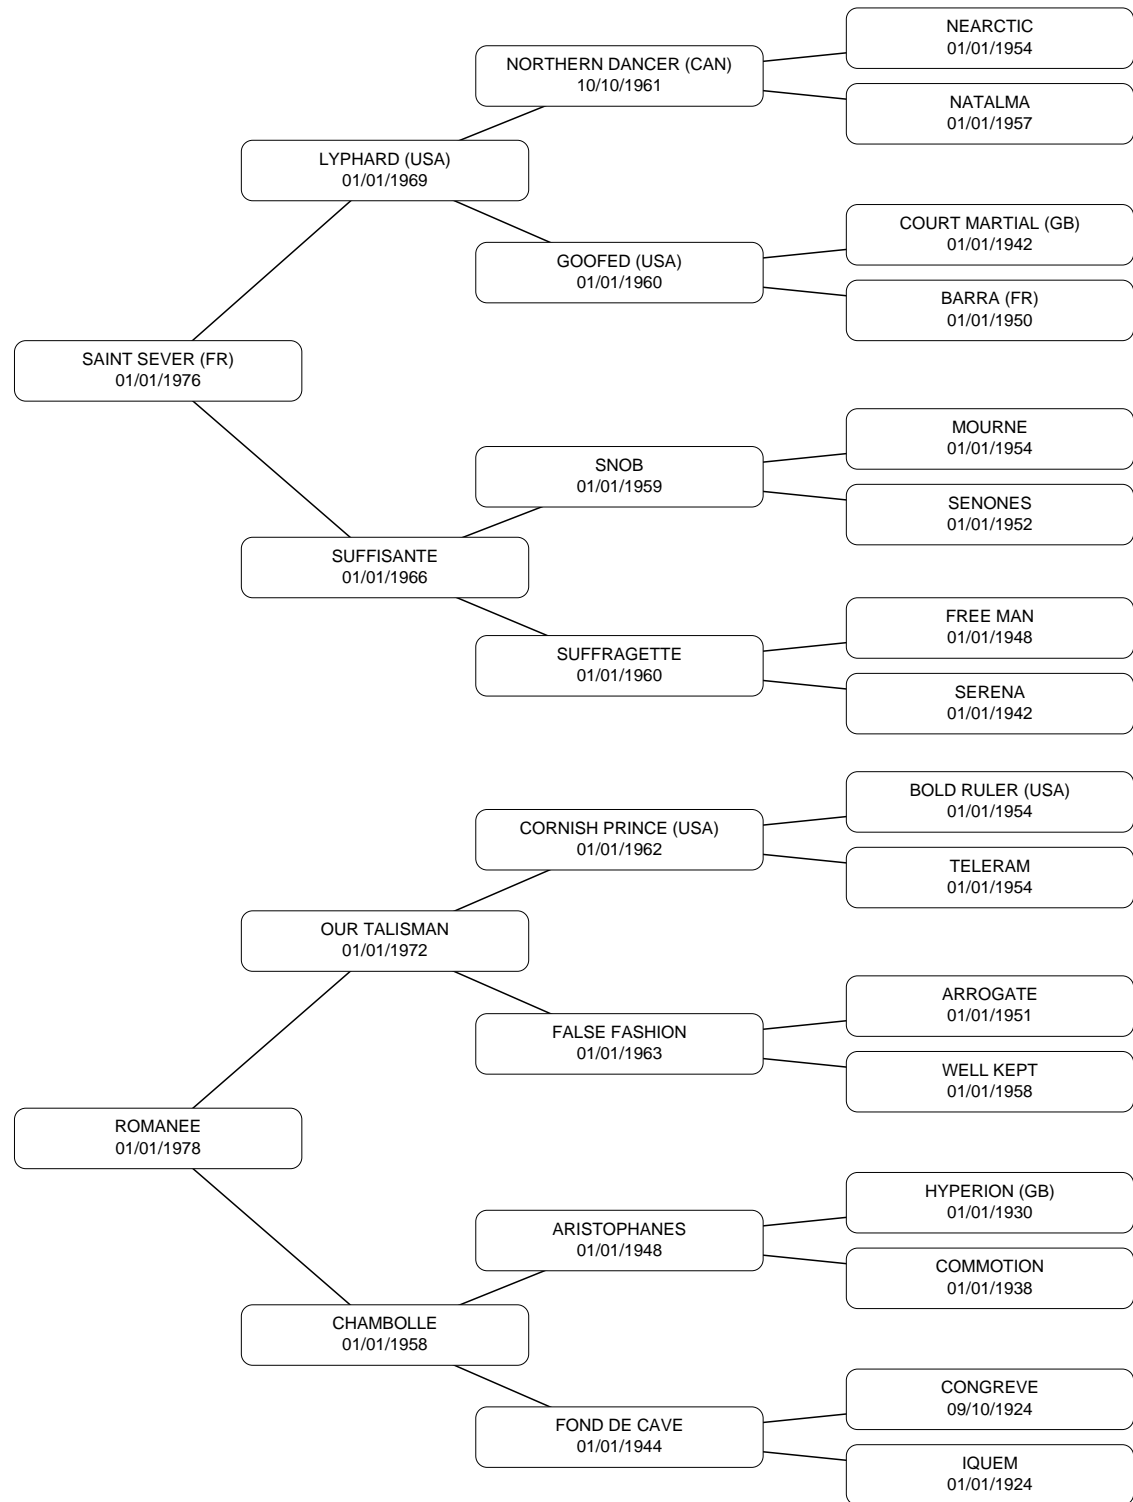 NEARCTIC
01/01/1954
NORTHERN DANCER (CAN)
10/10/1961
NATALMA
01/01/1957
LYPHARD (USA)
01/01/1969
COURT MARTIAL (GB)
01/01/1942
GOOFED (USA)
01/01/1960
BARRA (FR)
01/01/1950
SAINT SEVER (FR)
01/01/1976
MOURNE
01/01/1954
SNOB
01/01/1959
SENONES
01/01/1952
SUFFISANTE
01/01/1966
FREE MAN
01/01/1948
SUFFRAGETTE
01/01/1960
SERENA
01/01/1942
BOLD RULER (USA)
01/01/1954
CORNISH PRINCE (USA)
01/01/1962
TELERAM
01/01/1954
OUR TALISMAN
01/01/1972
ARROGATE
01/01/1951
FALSE FASHION
01/01/1963
WELL KEPT
01/01/1958
ROMANEE
01/01/1978
HYPERION (GB)
01/01/1930
ARISTOPHANES
01/01/1948
COMMOTION
01/01/1938
CHAMBOLLE
01/01/1958
CONGREVE
09/10/1924
FOND DE CAVE
01/01/1944
IQUEM
01/01/1924